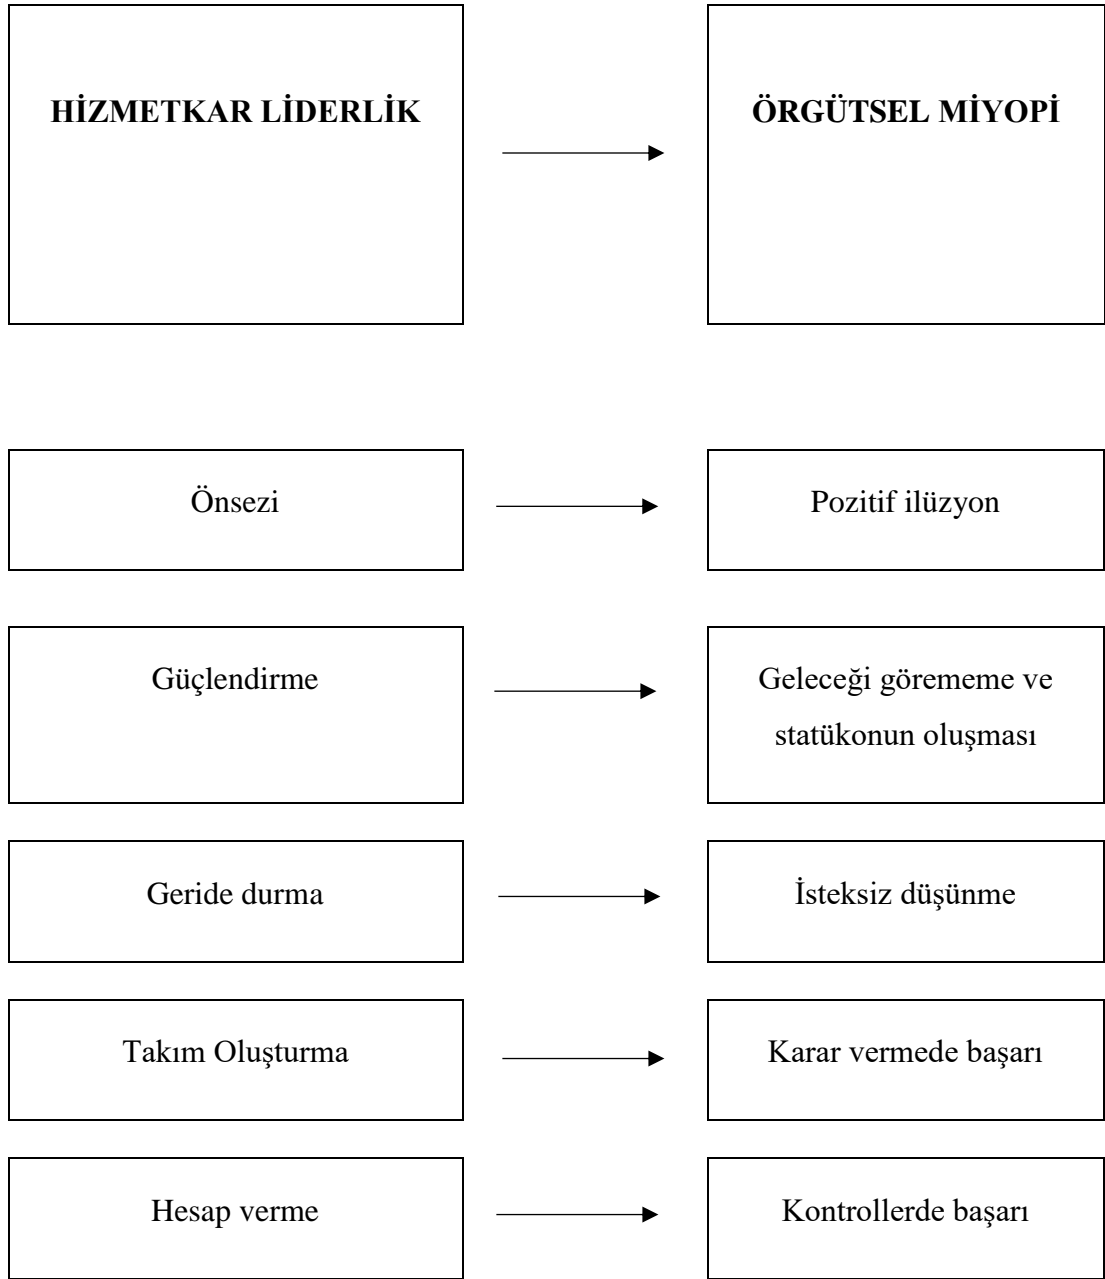 HİZMETKAR LİDERLİK
ÖRGÜTSEL MİYOPİ
Önsezi
Pozitif ilüzyon
Güçlendirme
Geleceği görememe ve
statükonun oluşması
Geride durma
İsteksiz düşünme
Takım Oluşturma
Karar vermede başarı
Hesap verme
Kontrollerde başarı